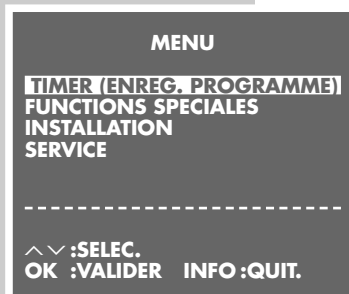 MENU
TIMER (ENREG. PROGRAMME)
FUNCTIONS SPECIALES
INSTALLATION
SERVICE
:SELEC.
OK :VALIDER INFO :QUIT.